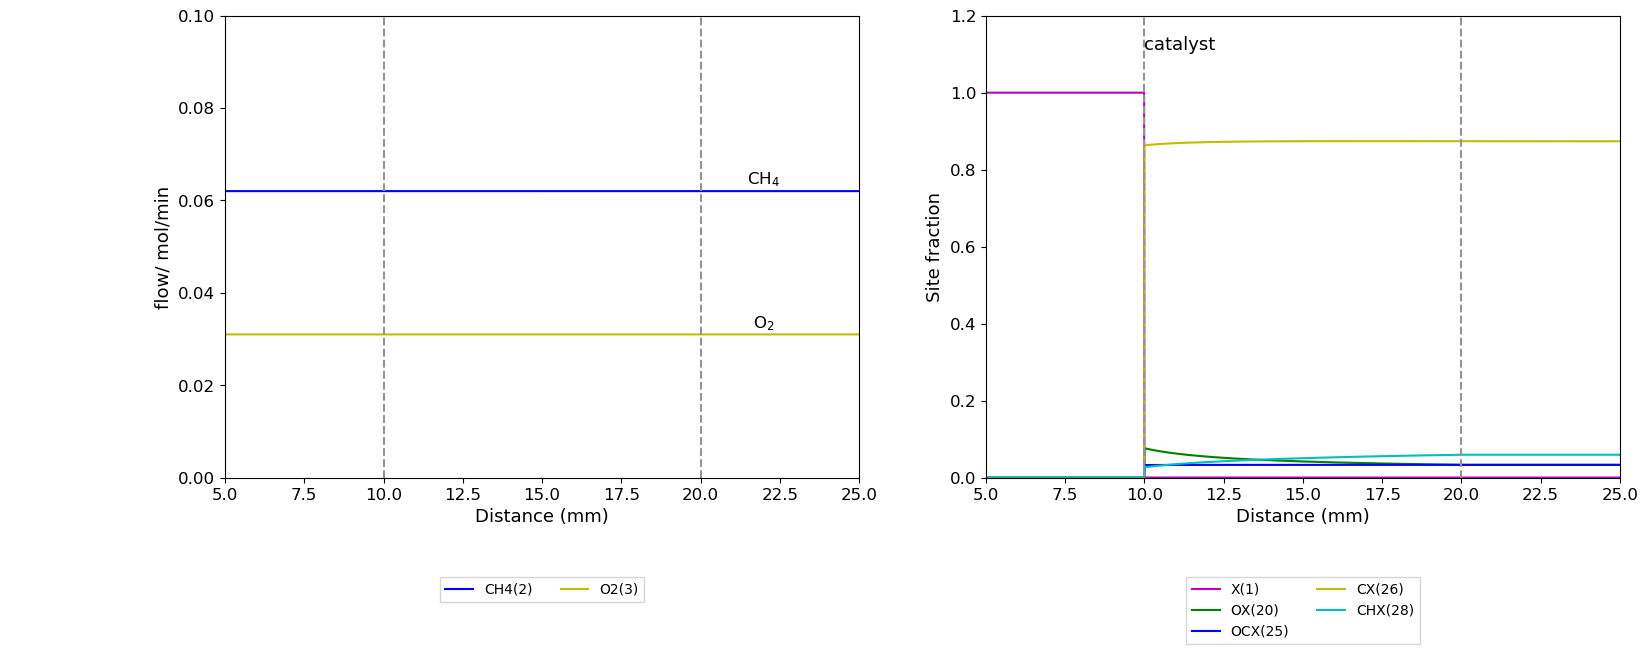 0.10
0.08
0.06
0.04
0.02
0.00
flow/ mol/min
CH4
O2
5.0 7.5 10.0 12.5 15.0 17.5 20.0 22.5 25.0
Distance (mm)
CH4(2) O2(3)
1.2
1.0
0.8
0.6
0.4
0.2
0.0
Site fraction
catalyst
5.0 7.5 10.0 12.5 15.0 17.5 20.0 22.5 25.0
Distance (mm)
X(1) CX(26)
OX(20) CHX(28)
OCX(25)